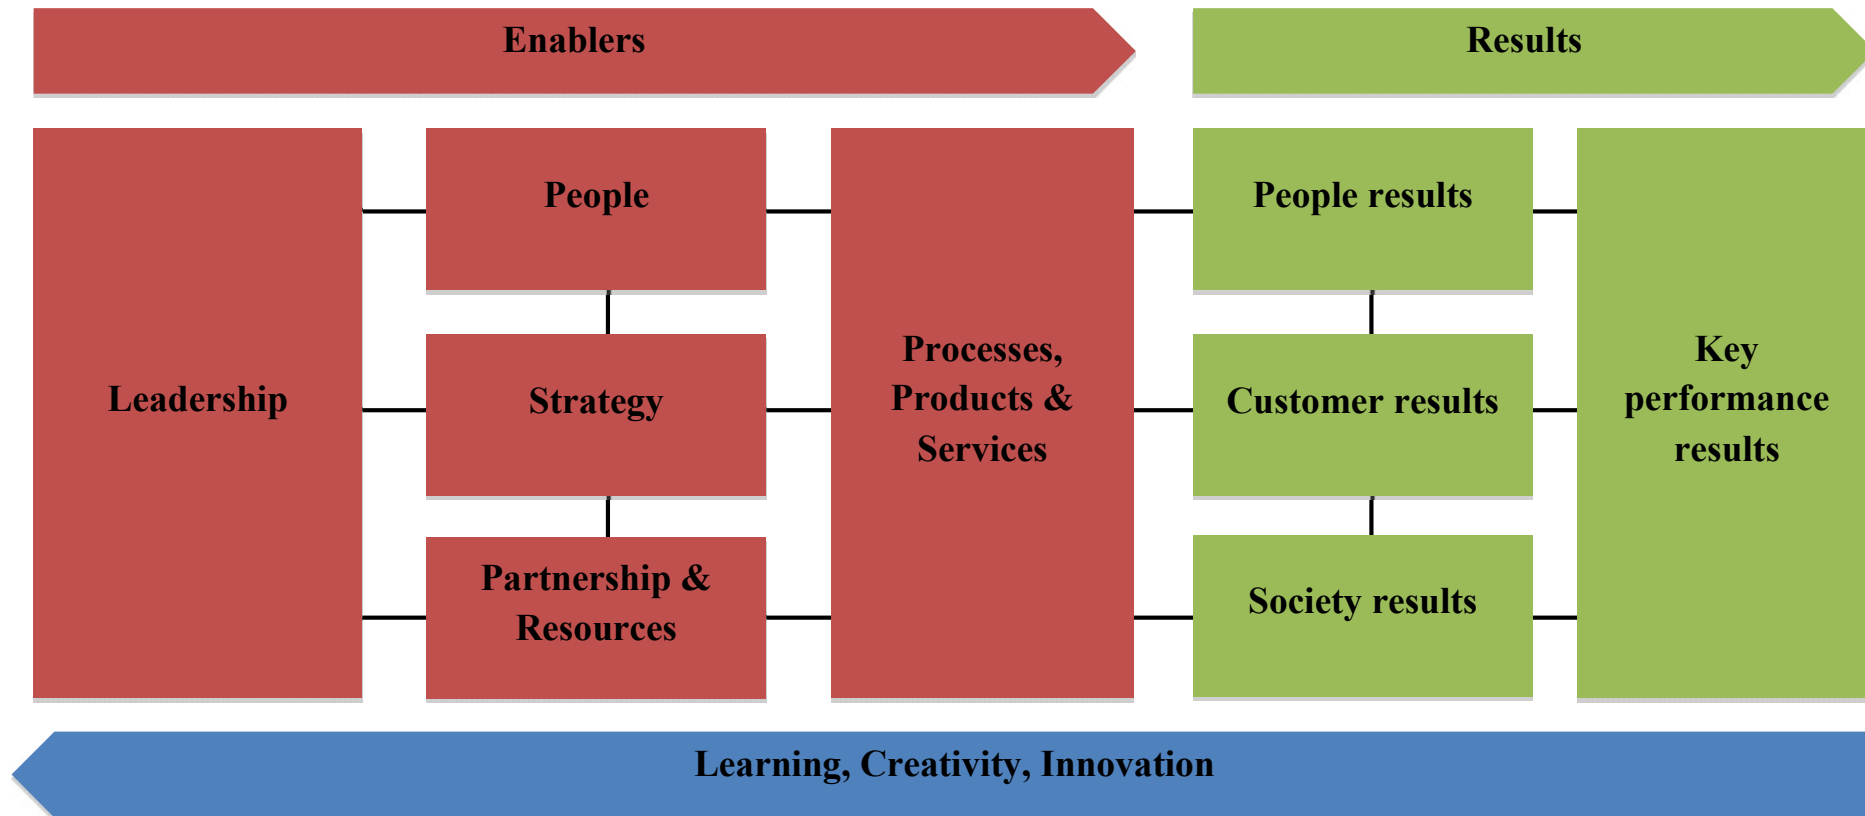 Enablers
Results
Leadership
People
Strategy
Partnership &
Resources
Processes,
Products &
Services
People results
Customer results
Society results
Key
performance
results
Learning, Creativity, Innovation